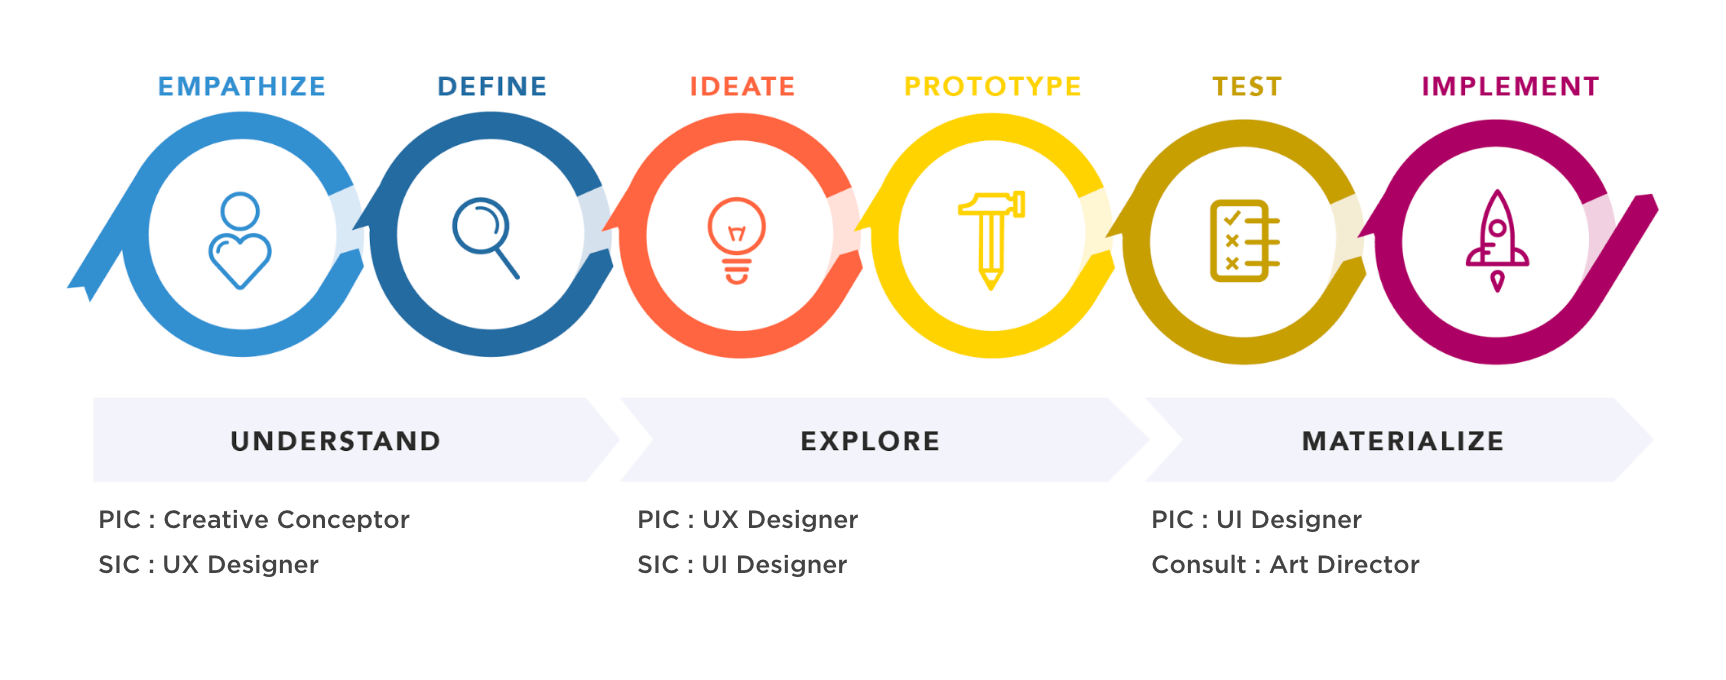 EMPATHIZE DEFINE IDEATE PROTOTYPE TEST IMPLEMENT
UNDERSTAND EXPLORE MATERIALIZE
PIC : Creative Conceptor
SIC : UX Designer
PIC : UX Designer
SIC : UI Designer
PIC : UI Designer
Consult : Art Director